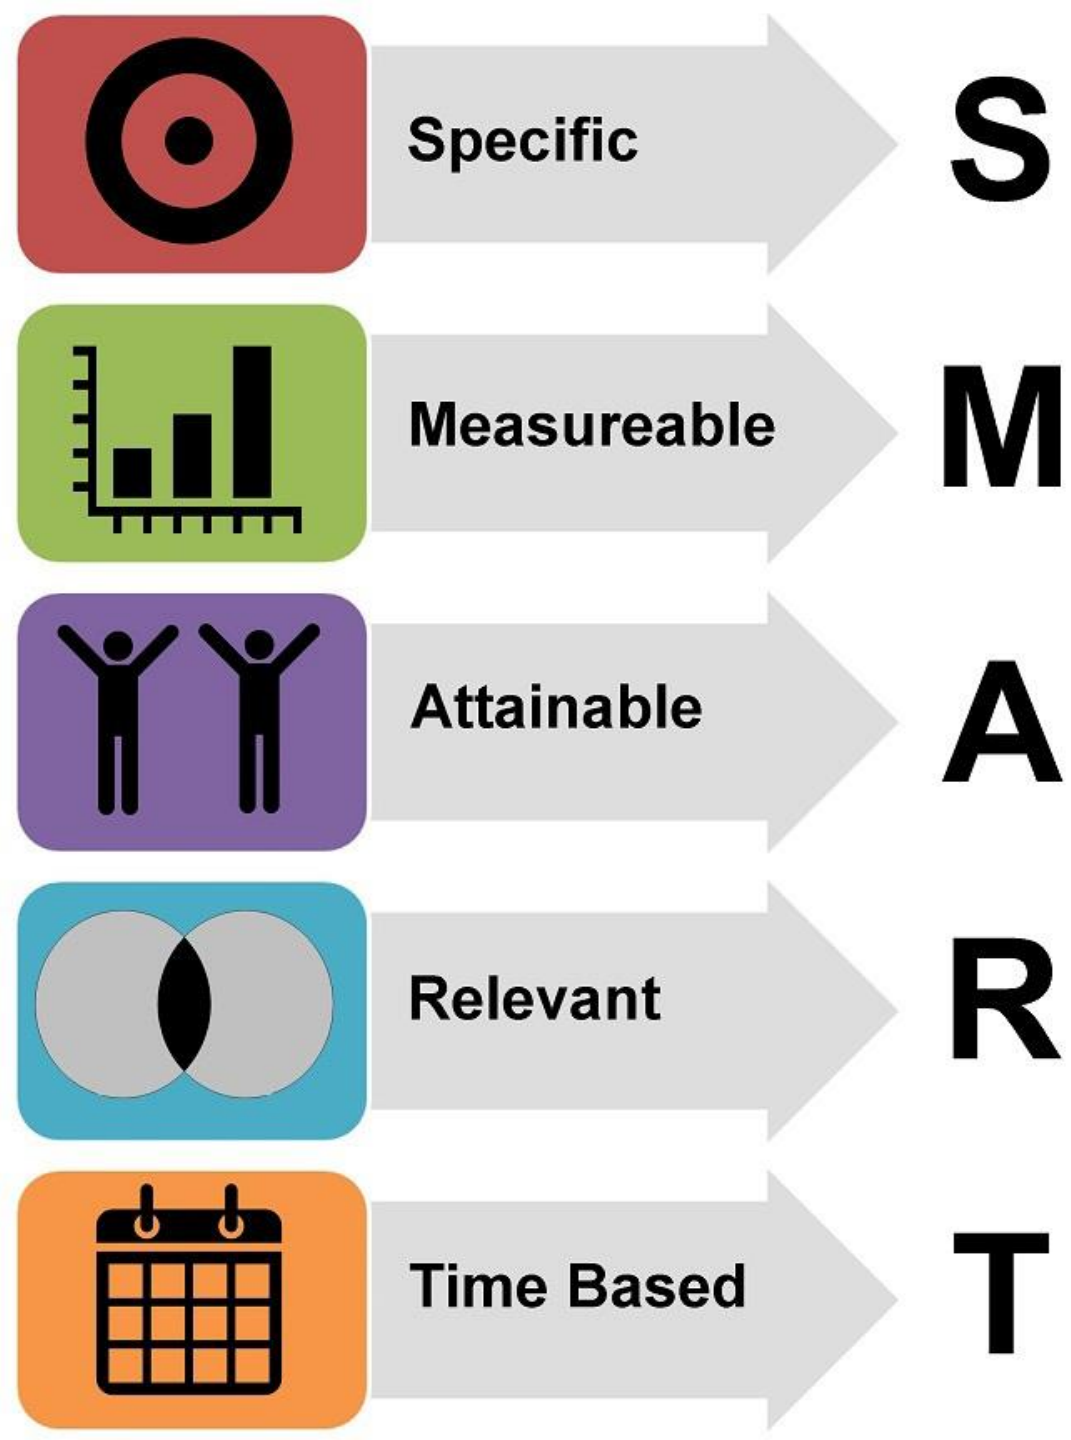 Specific S
Measureable M
Attainable A
Relevant R
Time Based T